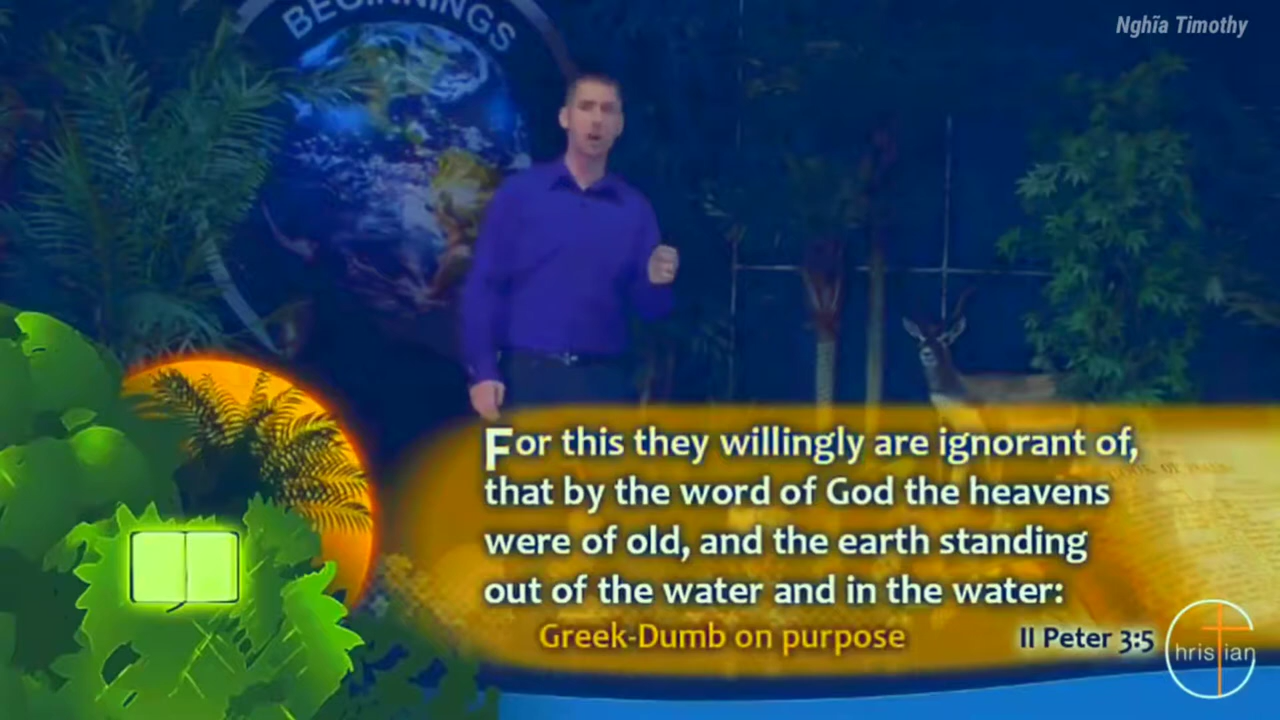 BEGINNINGS
Nghĩa Timothy
For this they willingly are ignorant of,
that by the word of God the heavens
were of old, and the earth standing
out of the water and in the water:
Greek-Dumb on purpose
II Peter 3:5
hristian